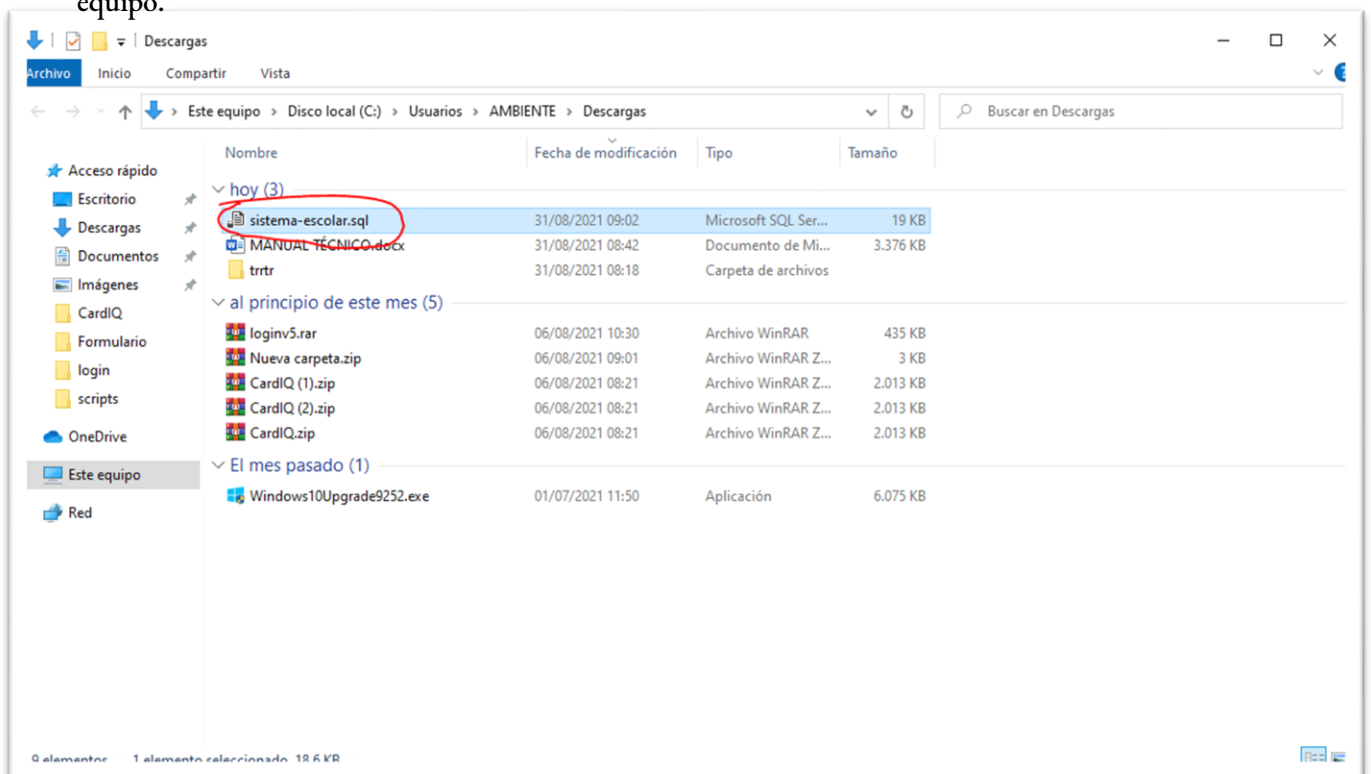 equipo.
Descargas
Archivo Inicio Compartir Vista
Este equipo > Disco local (C:) > Usuarios > AMBIENTE > Descargas
Buscar en Descargas
Nombre Fecha de modificación Tipo Tamaño
Acceso rápido
Escritorio
Descargas
Documentos
Imágenes
CardIQ
Formulario
login
scripts
OneDrive
Este equipo
Red
hoy (3)
sistema-escolar.sql 31/08/2021 09:02 Microsoft SQL Ser... 19 KB
MANUAL TÉCNICO.docx 31/08/2021 08:42 Documento de Mi... 3.376 KB
trrtr 31/08/2021 08:18 Carpeta de archivos
al principio de este mes (5)
loginv5.rar 06/08/2021 10:30 Archivo WinRAR 435 KB
Nueva carpeta.zip 06/08/2021 09:01 Archivo WinRAR Z... 3 KB
CardIQ (1).zip 06/08/2021 08:21 Archivo WinRAR Z... 2.013 KB
CardIQ (2).zip 06/08/2021 08:21 Archivo WinRAR Z... 2.013 KB
CardIQ.zip 06/08/2021 08:21 Archivo WinRAR Z... 2.013 KB
El mes pasado (1)
Windows10Upgrade9252.exe 01/07/2021 11:50 Aplicación 6.075 KB
9 elementos 1 elemento seleccionado 18,6 KB